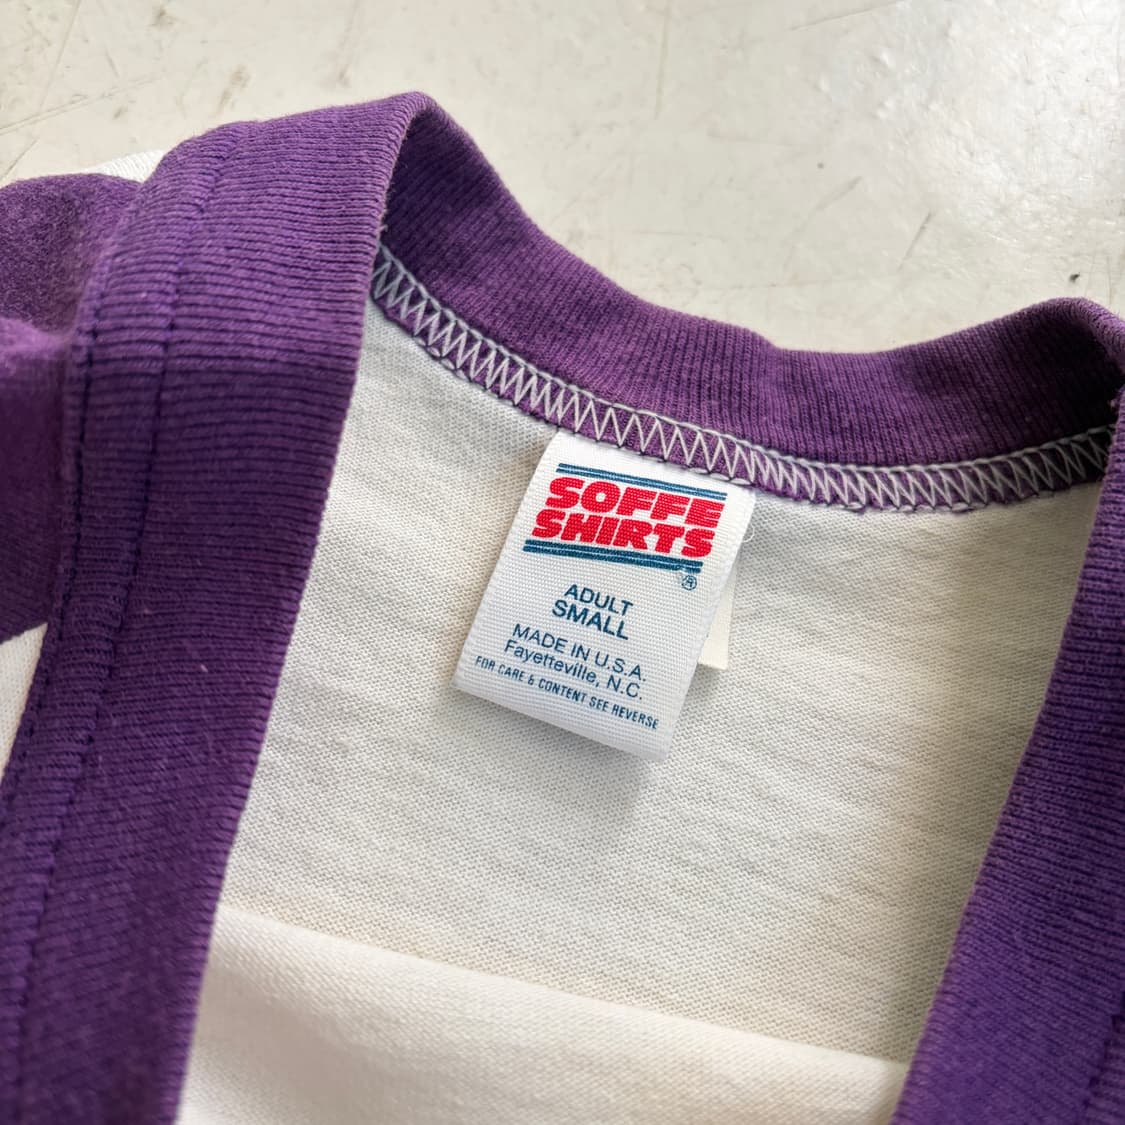 SOFFE
SHIRTS
®
ADULT
SMALL
MADE IN U.S.A.
Fayetteville, N.C.
FOR CARE & CONTENT SEE REVERSE